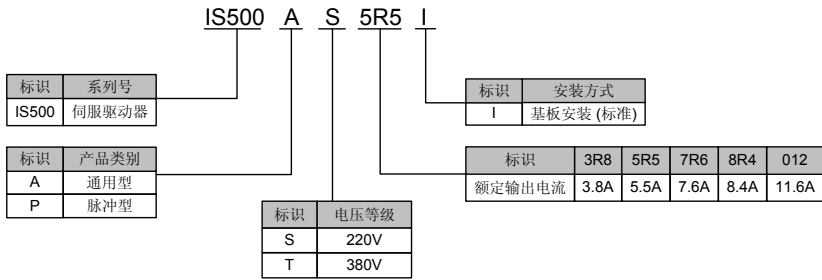 IS500 A S 5R5 I
标识 系列号
IS500 伺服驱动器
标识 安装方式
I 基板安装 (标准)
标识 产品类别
A 通用型
P 脉冲型
标识 3R8 5R5 7R6 8R4 012
额定输出电流 3.8A 5.5A 7.6A 8.4A 11.6A
标识 电压等级
S 220V
T 380V